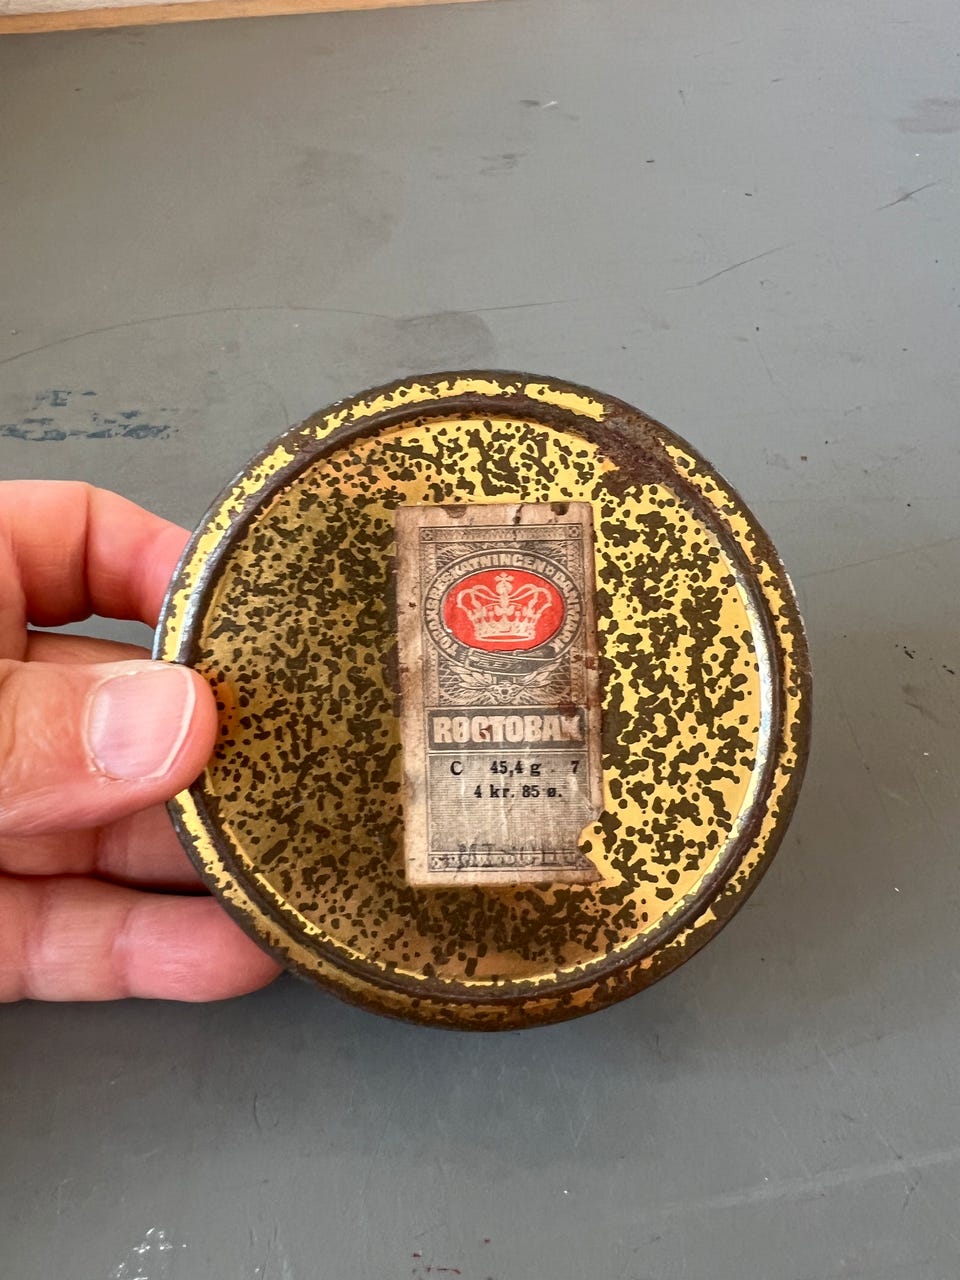 TOBAKSBESKATNINGEN I DANMARK
RØGTOBAK
C 45,4 g 7
4 kr. 85 ø.